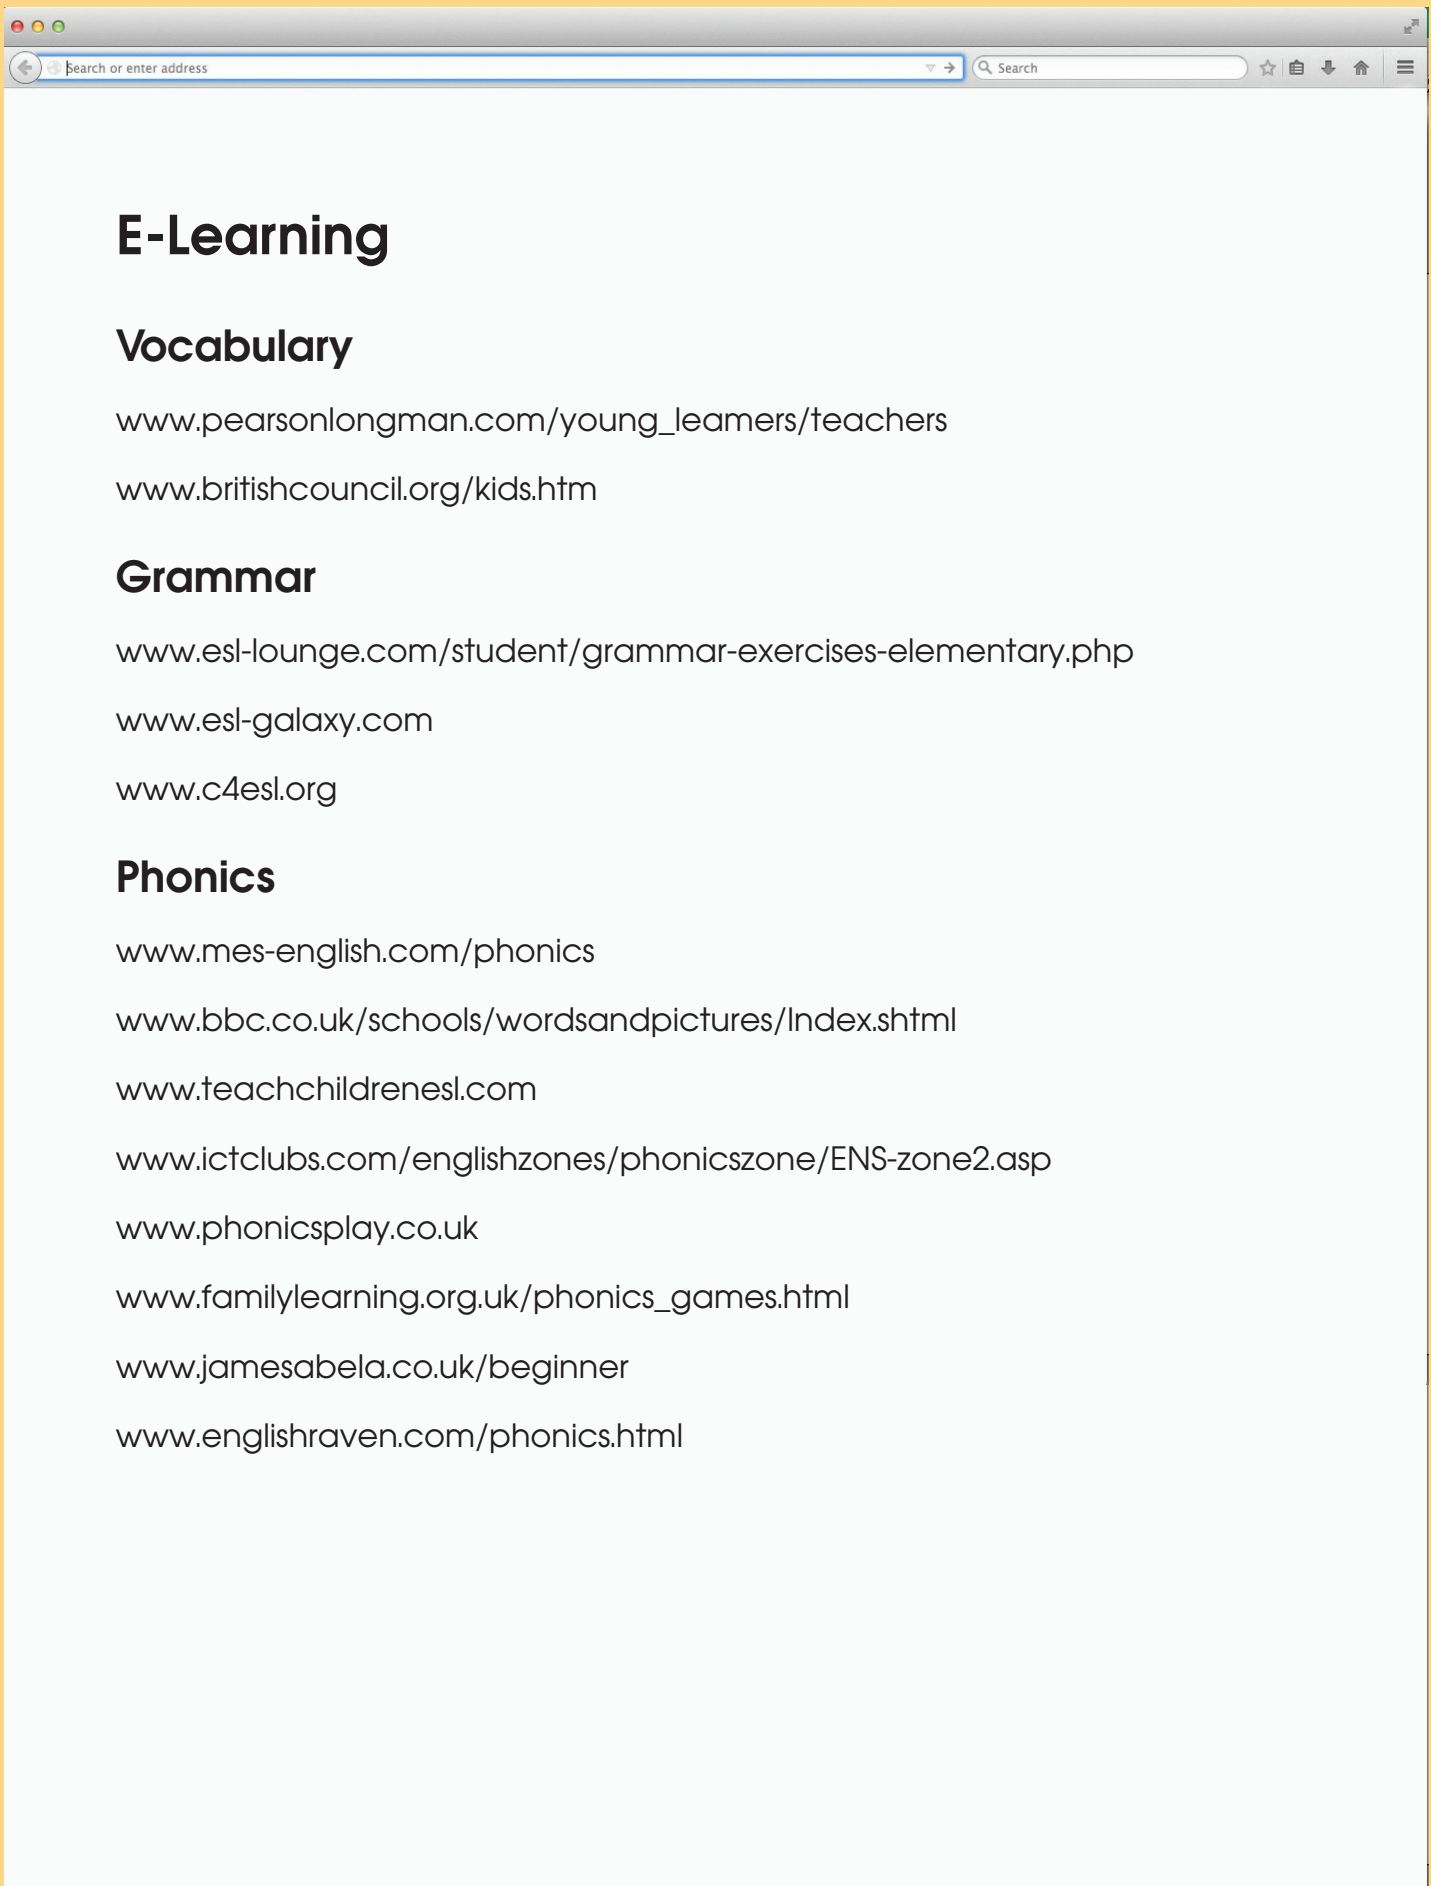 Search or enter address
Search
E-Learning
Vocabulary
www.pearsonlongman.com/young_leamers/teachers
www.britishcouncil.org/kids.htm
Grammar
www.esl-lounge.com/student/grammar-exercises-elementary.php
www.esl-galaxy.com
www.c4esl.org
Phonics
www.mes-english.com/phonics
www.bbc.co.uk/schools/wordsandpictures/Index.shtml
www.teachchildrenesl.com
www.ictclubs.com/englishzones/phonicszone/ENS-zone2.asp
www.phonicsplay.co.uk
www.familylearning.org.uk/phonics_games.html
www.jamesabela.co.uk/beginner
www.englishraven.com/phonics.html